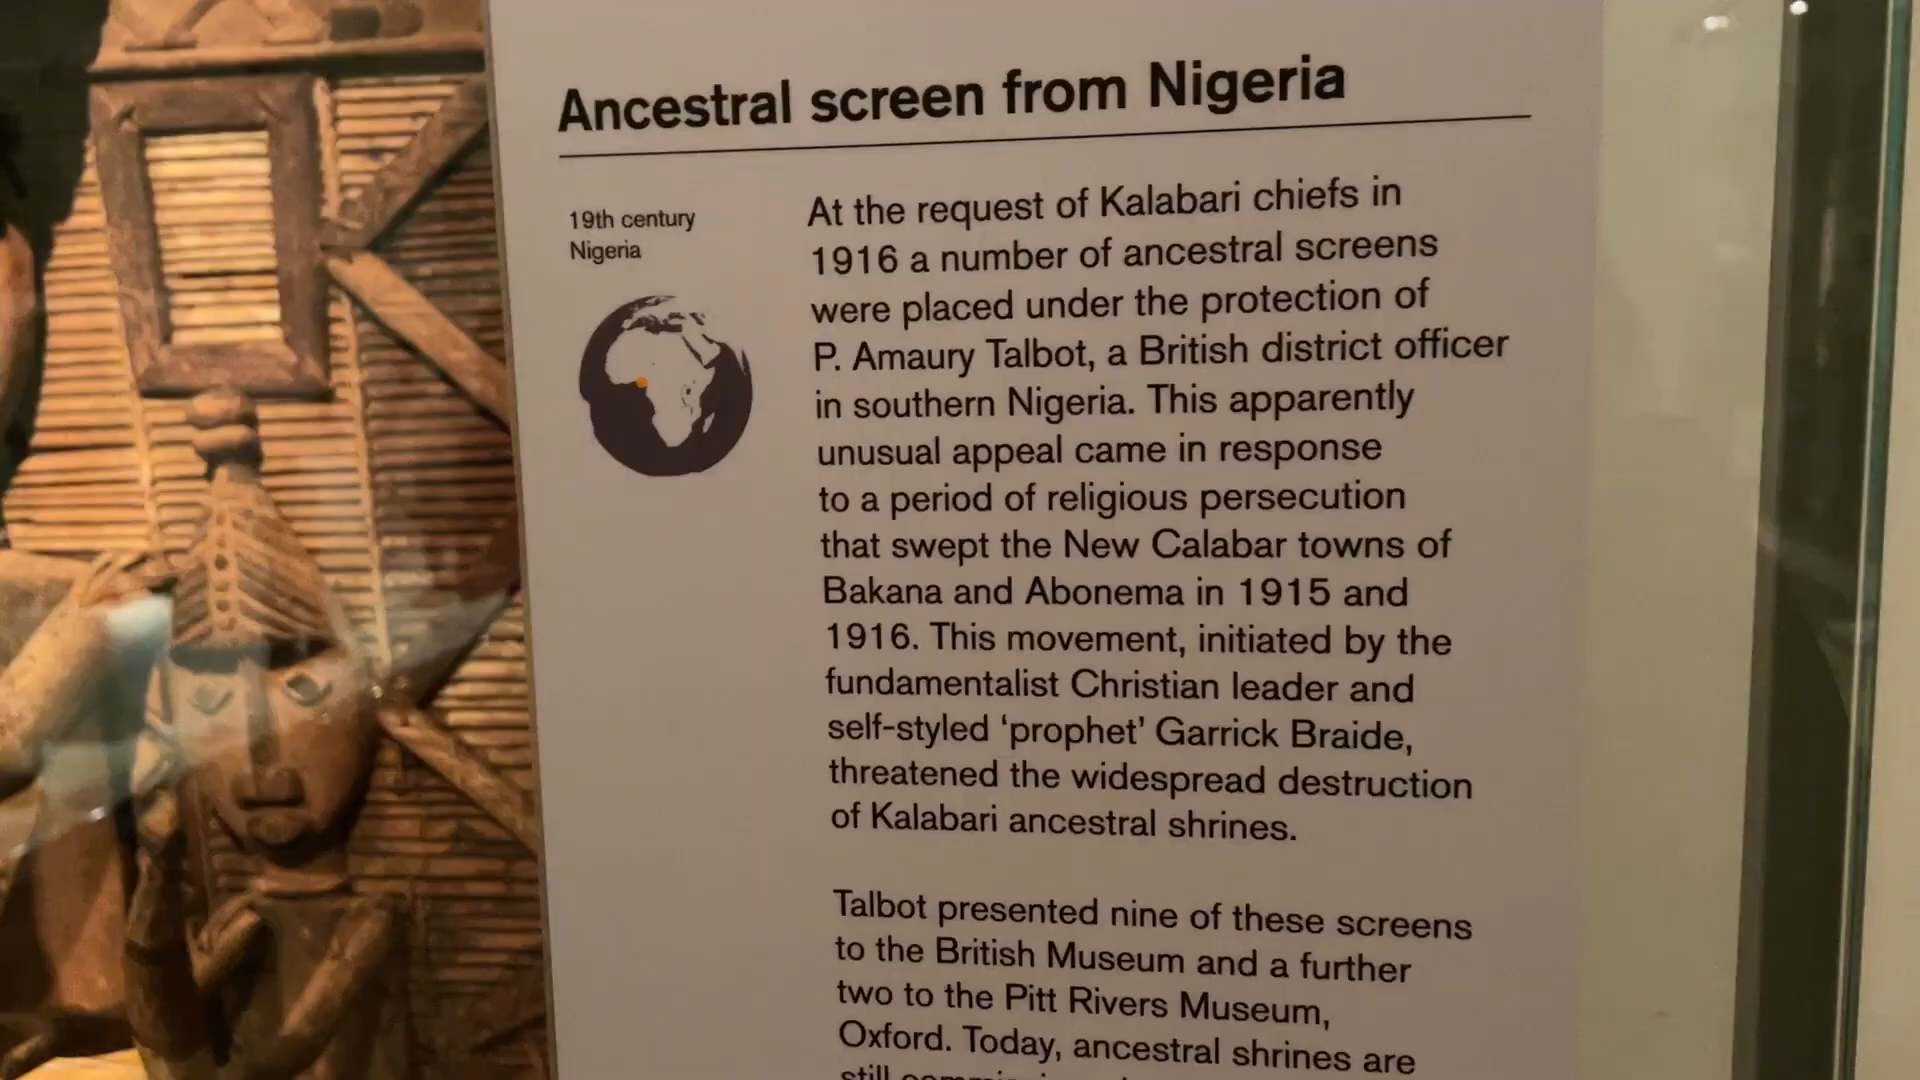 Ancestral screen from Nigeria
19th century
Nigeria
At the request of Kalabari chiefs in
1916 a number of ancestral screens
were placed under the protection of
P. Amaury Talbot, a British district officer
in southern Nigeria. This apparently
unusual appeal came in response
to a period of religious persecution
that swept the New Calabar towns of
Bakana and Abonema in 1915 and
1916. This movement, initiated by the
fundamentalist Christian leader and
self-styled ‘prophet’ Garrick Braide,
threatened the widespread destruction
of Kalabari ancestral shrines.
Talbot presented nine of these screens
to the British Museum and a further
two to the Pitt Rivers Museum,
Oxford. Today, ancestral shrines are
still